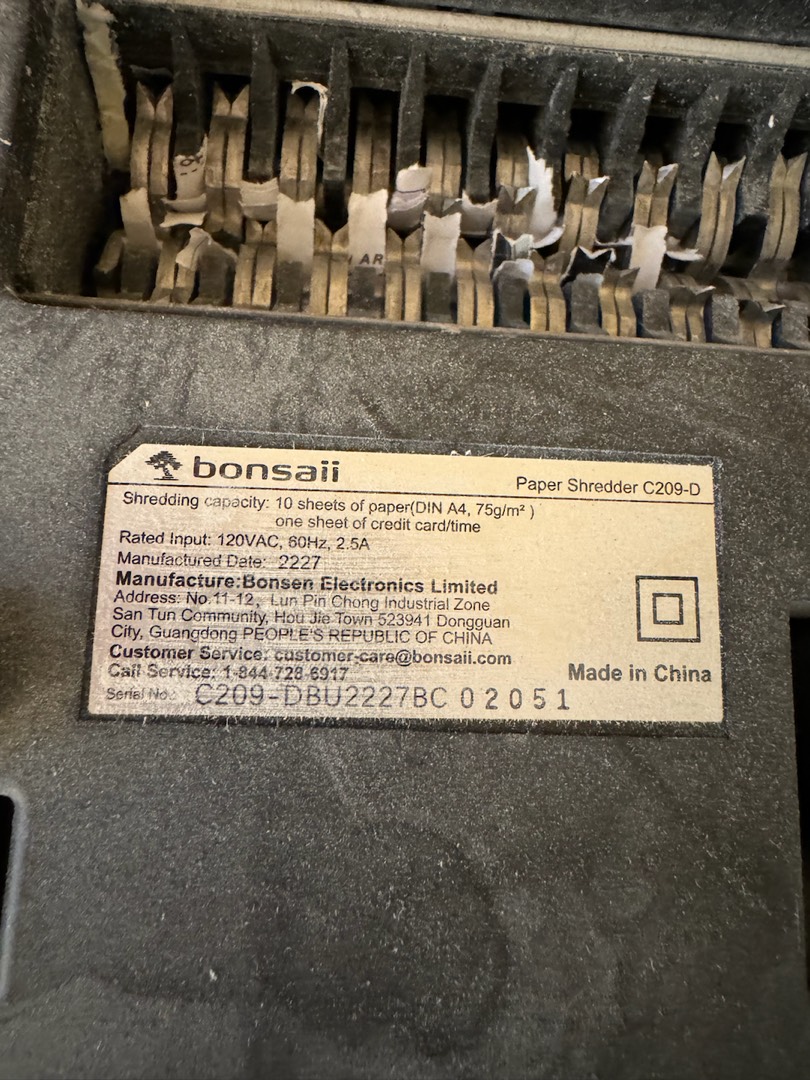 AR
bonsaii
Paper Shredder C209-D
Shredding capacity: 10 sheets of paper(DIN A4, 75g/m² )
one sheet of credit card/time
Rated Input: 120VAC, 60Hz, 2.5A
Manufactured Date: 2227
Manufacture:Bonsen Electronics Limited
Address: No.11-12, Lun Pin Chong Industrial Zone
San Tun Community, Hou Jie Town 523941 Dongguan
City, Guangdong PEOPLE'S REPUBLIC OF CHINA
Customer Service: customer-care@bonsaii.com
Call Service: 1-844-728-6917
Made in China
Serial No.: C209-DBU2227BC 02051